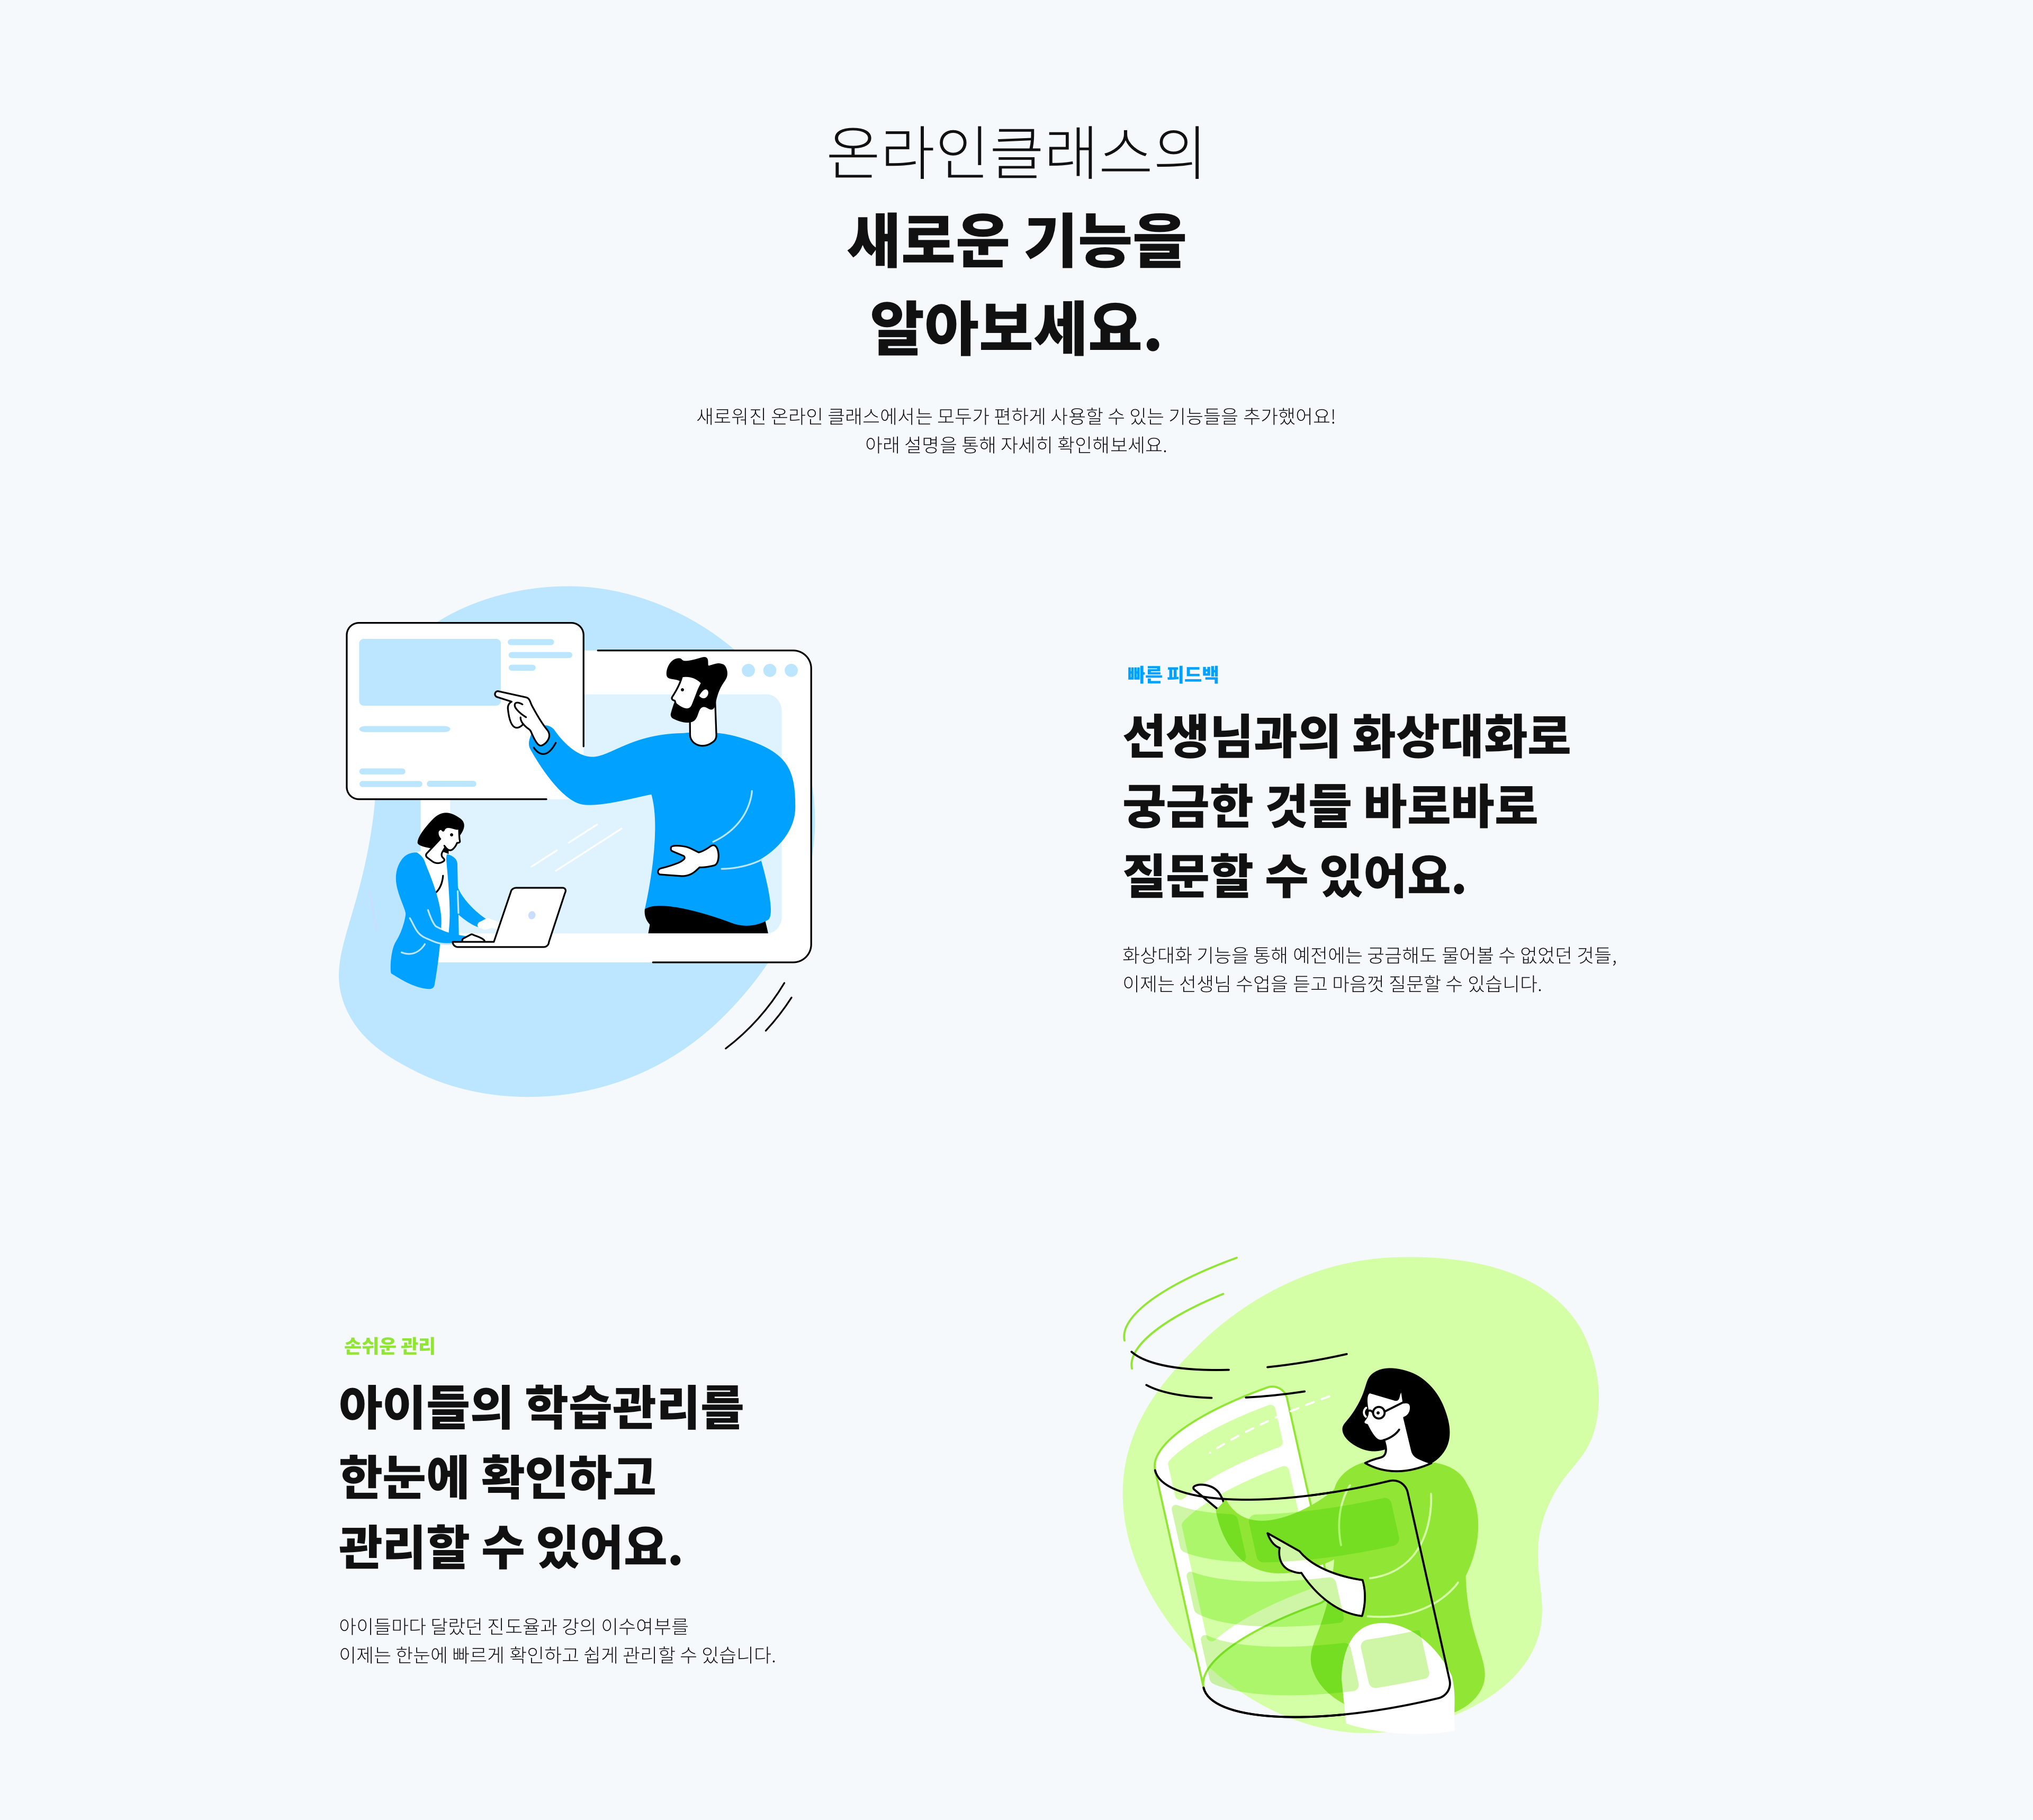 온라인클래스의
새로운 기능을
알아보세요.
새로워진 온라인 클래스에서는 모두가 편하게 사용할 수 있는 기능들을 추가했어요!
아래 설명을 통해 자세히 확인해보세요.
빠른 피드백
선생님과의 화상대화로
궁금한 것들 바로바로
질문할 수 있어요.
화상대화 기능을 통해 예전에는 궁금해도 물어볼 수 없었던 것들,
이제는 선생님 수업을 듣고 마음껏 질문할 수 있습니다.
손쉬운 관리
아이들의 학습관리를
한눈에 확인하고
관리할 수 있어요.
아이들마다 달랐던 진도율과 강의 이수여부를
이제는 한눈에 빠르게 확인하고 쉽게 관리할 수 있습니다.